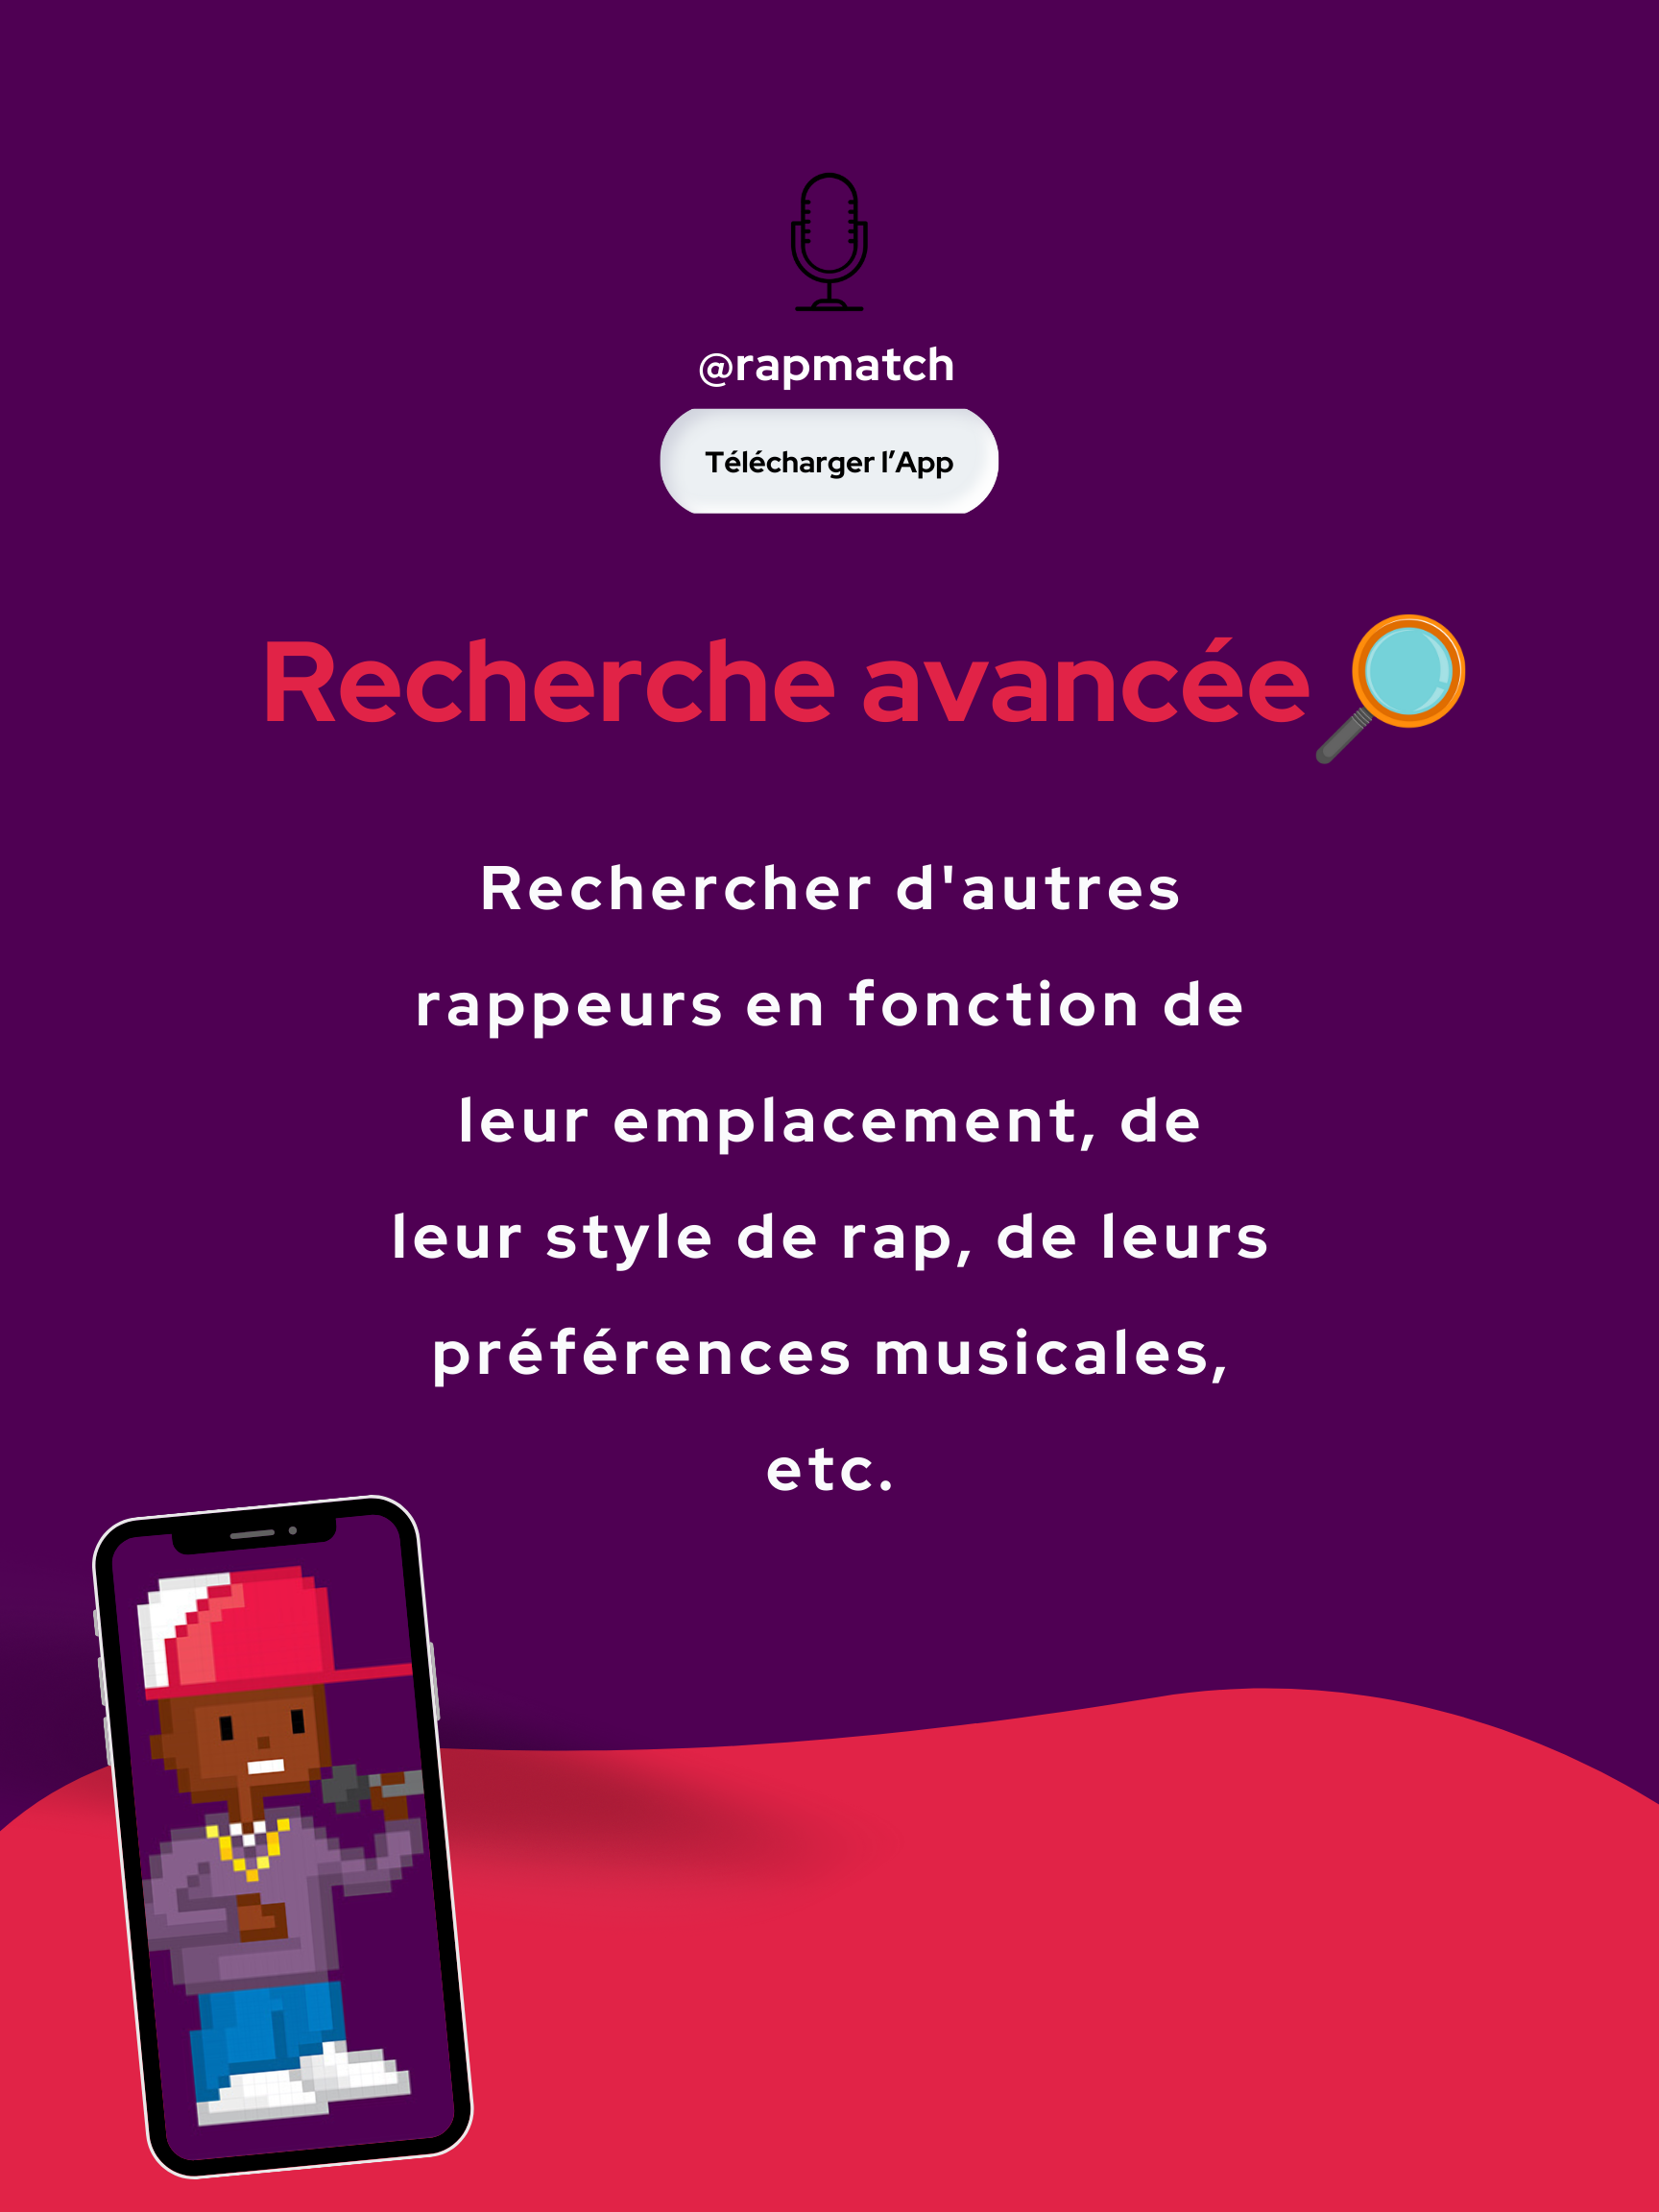 @rapmatch
Télécharger l’App
Recherche avancée
Rechercher d'autres
rappeurs en fonction de
leur emplacement, de
leur style de rap, de leurs
préférences musicales,
etc.